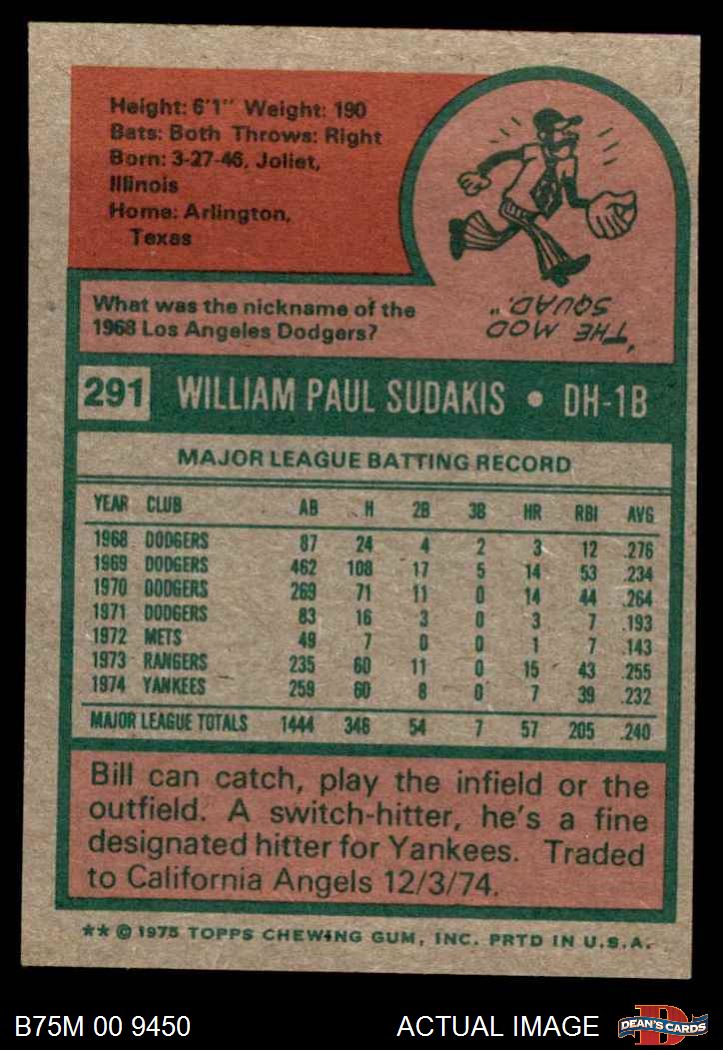 Height: 6'1" Weight: 190
Bats: Both Throws: Right
Born: 3-27-46, Joliet,
Illinois
Home: Arlington,
Texas
What was the nickname of the
1968 Los Angeles Dodgers?
"THE MOD
SQUAD."
291 WILLIAM PAUL SUDAKIS • DH-1B
MAJOR LEAGUE BATTING RECORD
YEAR CLUB AB H 2B 3B HR RBI AVG
1968 DODGERS 87 24 4 2 3 12 .276
1969 DODGERS 462 108 17 5 14 53 .234
1970 DODGERS 269 71 11 0 14 44 .264
1971 DODGERS 83 16 3 0 3 7 .193
1972 METS 49 7 0 0 1 7 .143
1973 RANGERS 235 60 11 0 15 43 .255
1974 YANKEES 259 60 8 0 7 39 .232
MAJOR LEAGUE TOTALS 1444 346 54 7 57 205 .240
Bill can catch, play the infield or the
outfield. A switch-hitter, he's a fine
designated hitter for Yankees. Traded
to California Angels 12/3/74.
** © 1975 TOPPS CHEWING GUM, INC. PRTD IN U.S.A.
B75M 00 9450 ACTUAL IMAGE DEAN'S CARDS